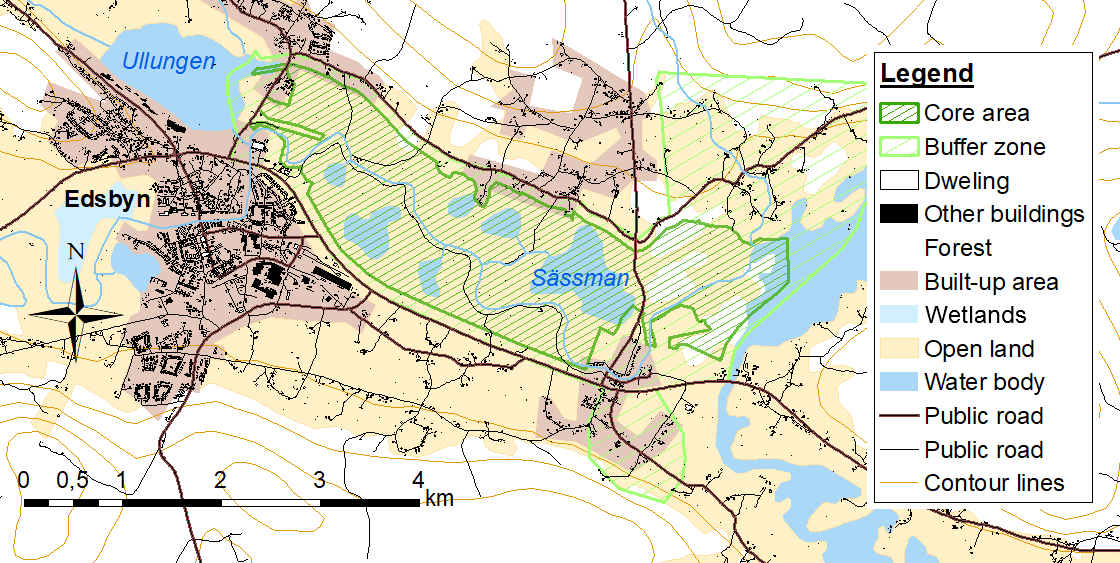 Ullungen
Edsbyn
N
Sässman
0 0,5 1 2 3 4
km
Legend
Core area
Buffer zone
Dweling
Other buildings
Forest
Built-up area
Wetlands
Open land
Water body
Public road
Public road
Contour lines